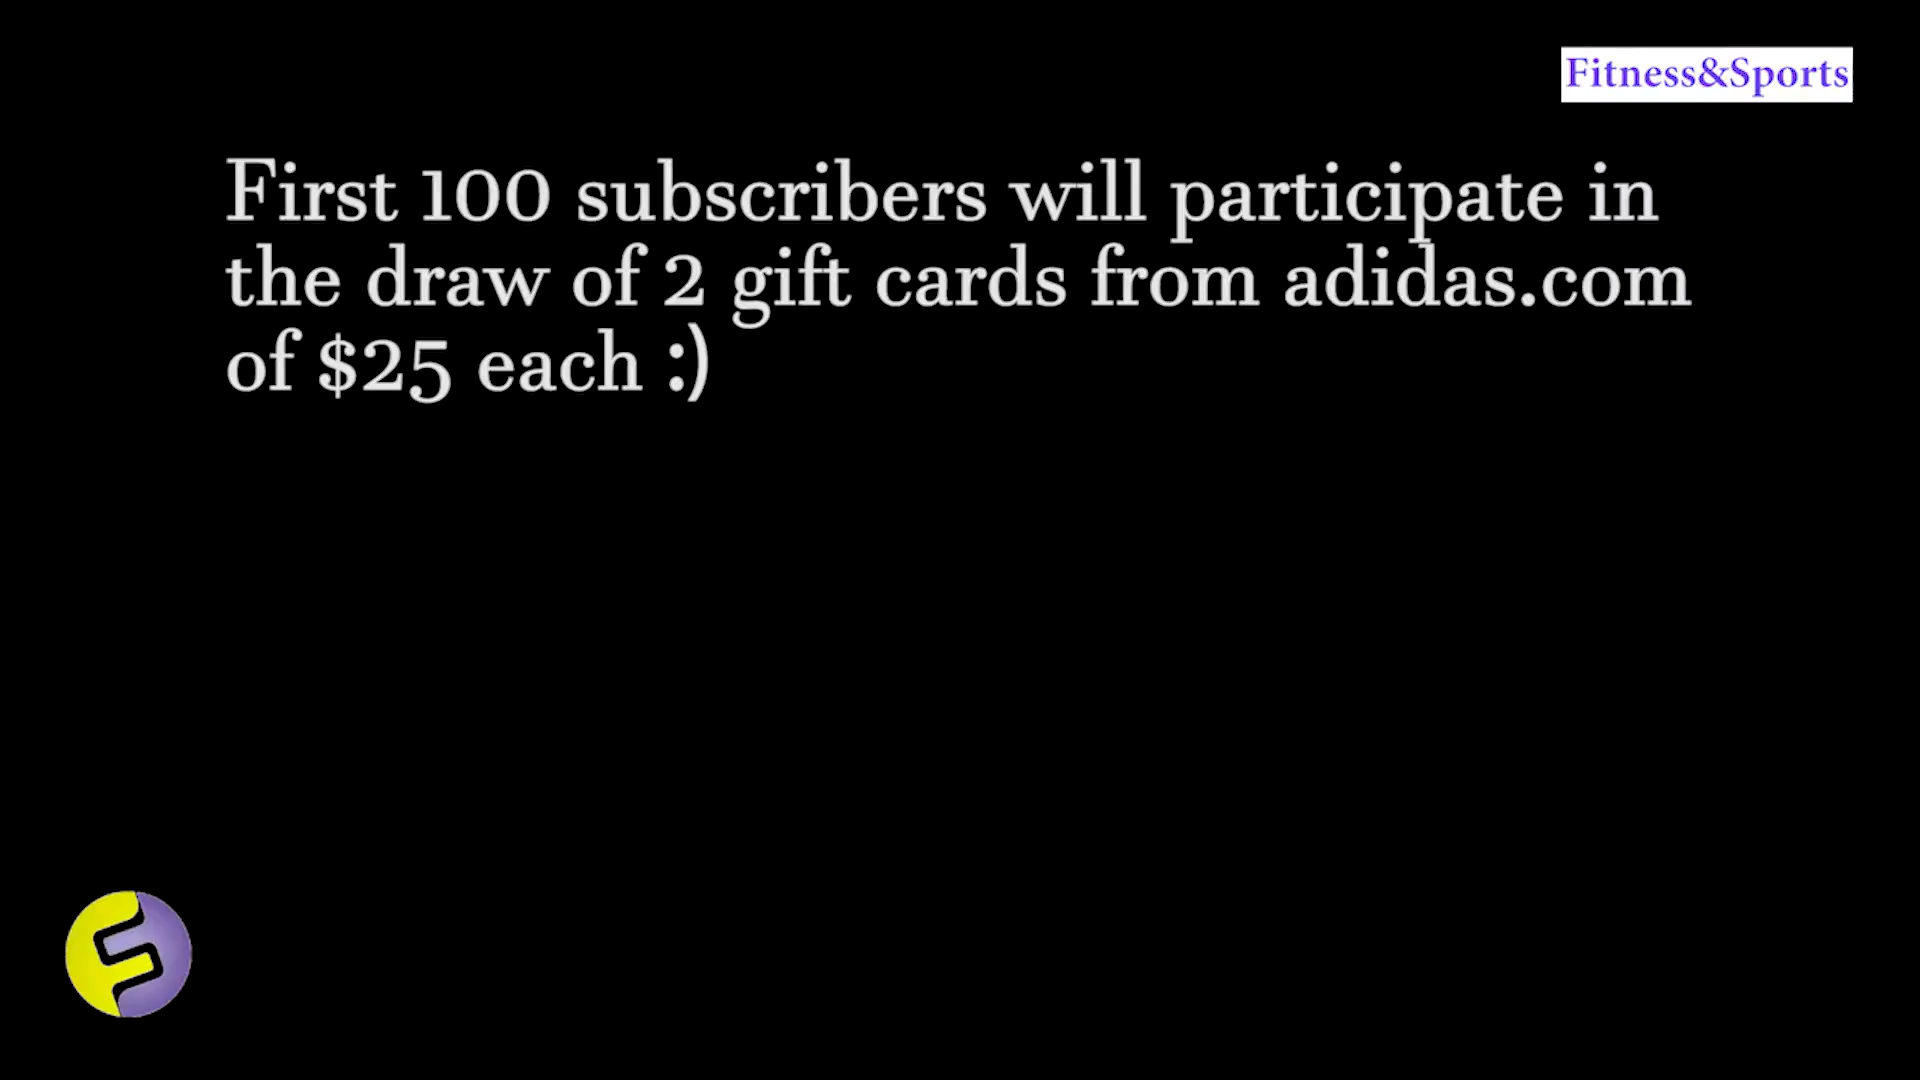 Fitness&Sports
First 100 subscribers will participate in
the draw of 2 gift cards from adidas.com
of $25 each :)